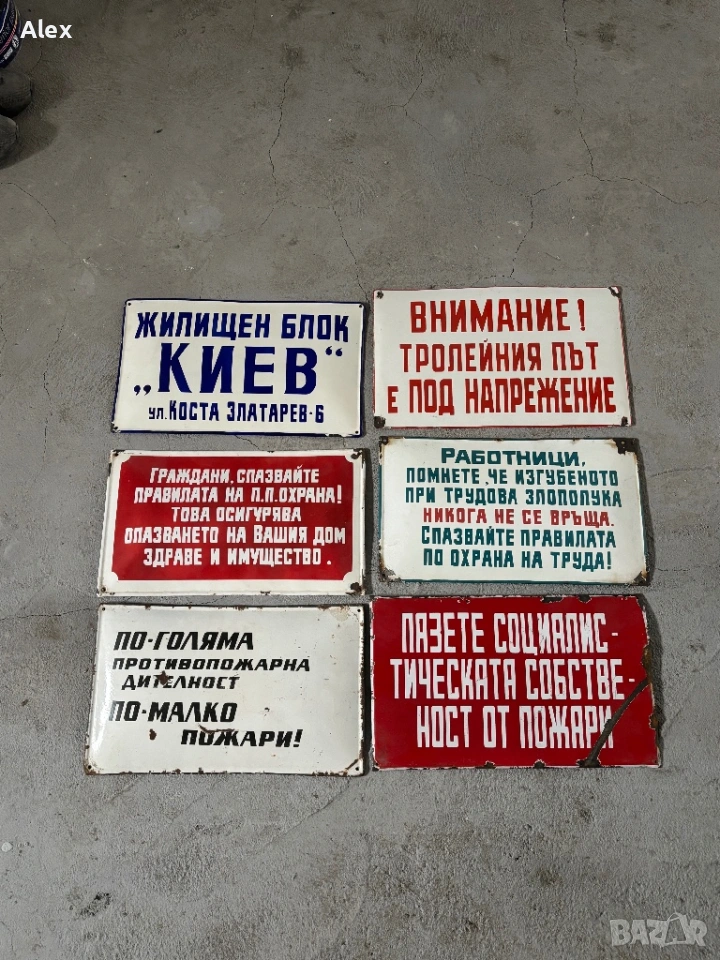 Alex
ЖИЛИЩЕН БЛОК
„КИЕВ“
ул. КОСТА ЗЛАТАРЕВ-6
ВНИМАНИЕ!
ТРОЛЕЙНИЯ ПЪТ
Е ПОД НАПРЕЖЕНИЕ
ГРАЖДАНИ, СПАЗВАЙТЕ
ПРАВИЛАТА НА П.П.ОХРАНА!
ТОВА ОСИГУРЯВА
ОПАЗВАНЕТО НА ВАШИЯ ДОМ
ЗДРАВЕ И ИМУЩЕСТВО.
РАБОТНИЦИ,
ПОМНЕТЕ, ЧЕ ИЗГУБЕНОТО
ПРИ ТРУДОВА ЗЛОПОЛУКА
НИКОГА НЕ СЕ ВРЪЩА.
СПАЗВАЙТЕ ПРАВИЛАТА
ПО ОХРАНА НА ТРУДА!
ПО-ГОЛЯМА
ПРОТИВОПОЖАРНА
ДИТЕЛНОСТ
ПО-МАЛКО
ПОЖАРИ!
ПАЗЕТЕ СОЦИАЛИС-
ТИЧЕСКАТА СОБСТВЕ-
НОСТ ОТ ПОЖАРИ
BAZAR